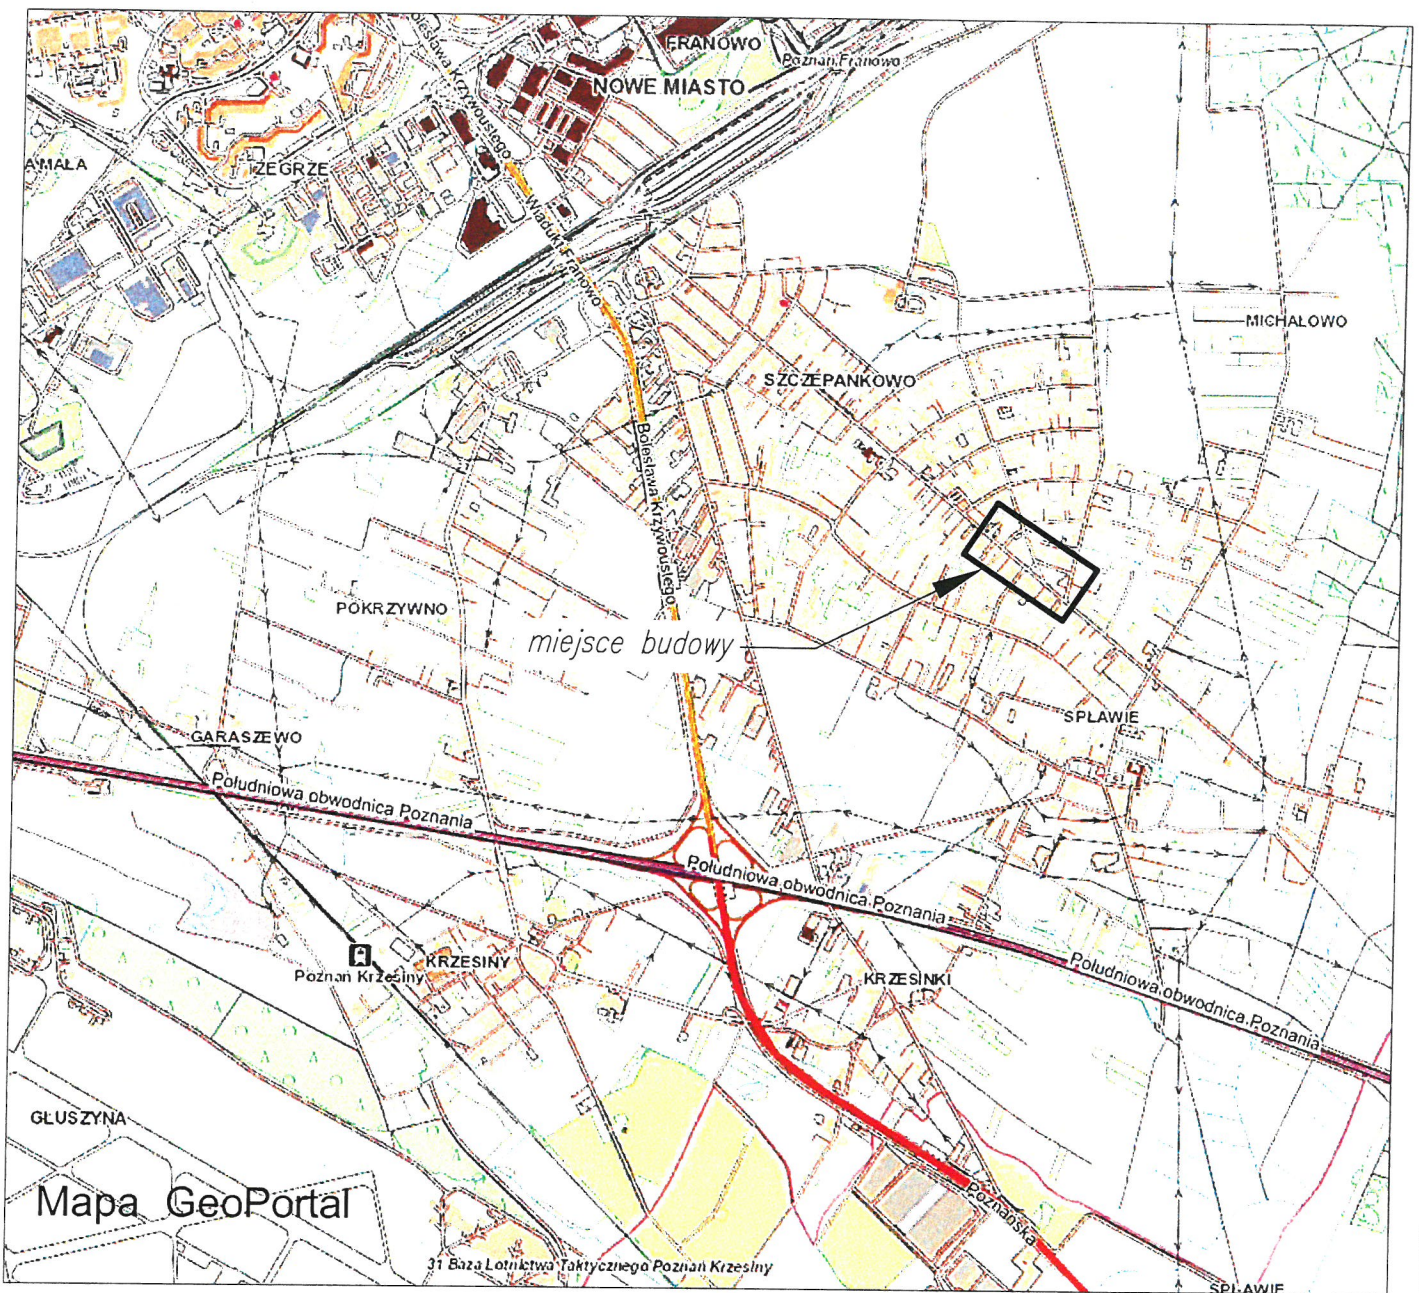 FRANOWO
Poznań Franowo
NOWE MIASTO
Bolesława Krzywoustego
A MAŁA
ŻEGRZE
Wiadukt Franowo
MICHAŁOWO
SZCZEPANKOWO
Bolesława Krzywoustego
POKRZYWNO
miejsce budowy
SPŁAWIE
GARASZEWO
Południowa obwodnica Poznania
Południowa obwodnica Poznania
Południowa obwodnica Poznania
KRZESINY
Poznań Krzesiny
KRZESINKI
GŁUSZYNA
Mapa GeoPortal
Poznańska
31 Baza Lotnictwa Taktycznego Poznań Krzesiny
SPŁAWIE